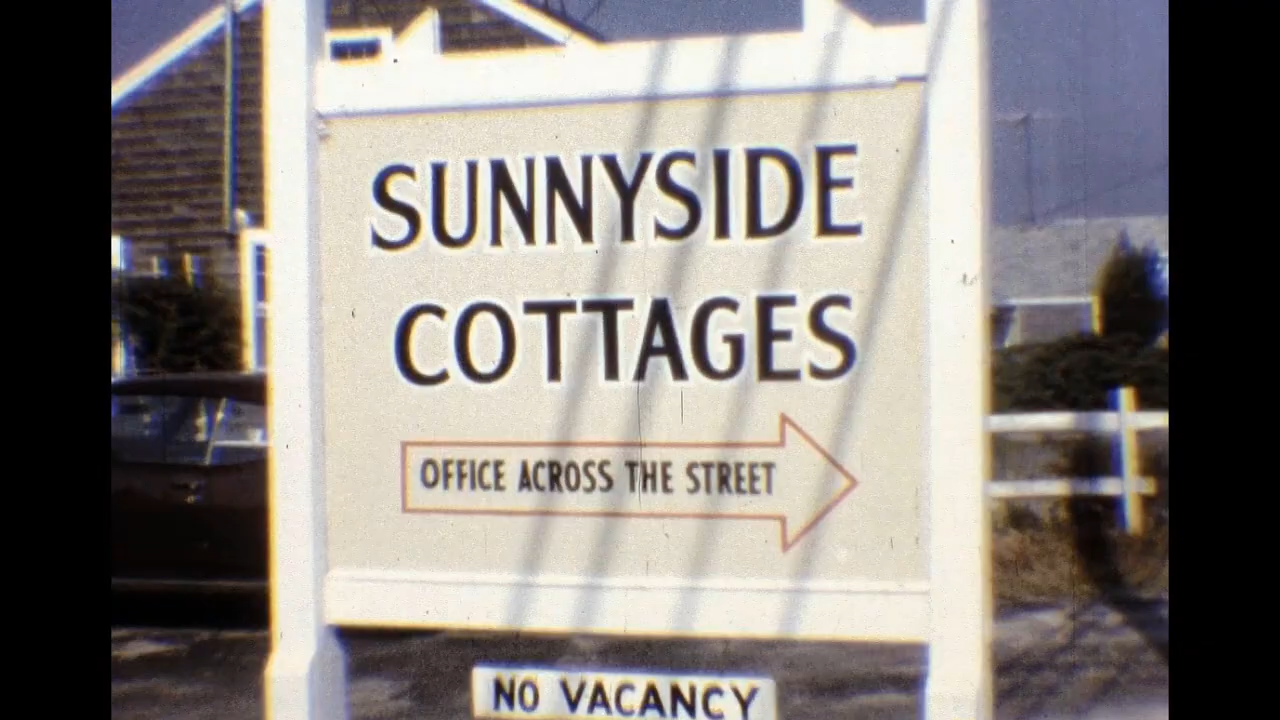 SUNNYSIDE
COTTAGES
OFFICE ACROSS THE STREET
NO VACANCY